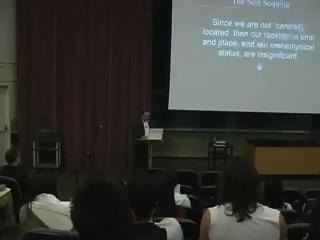 The Non Sequitur
Since we are not "centrally
located, then our location in time
and place, and our metaphysical
status, are insignificant